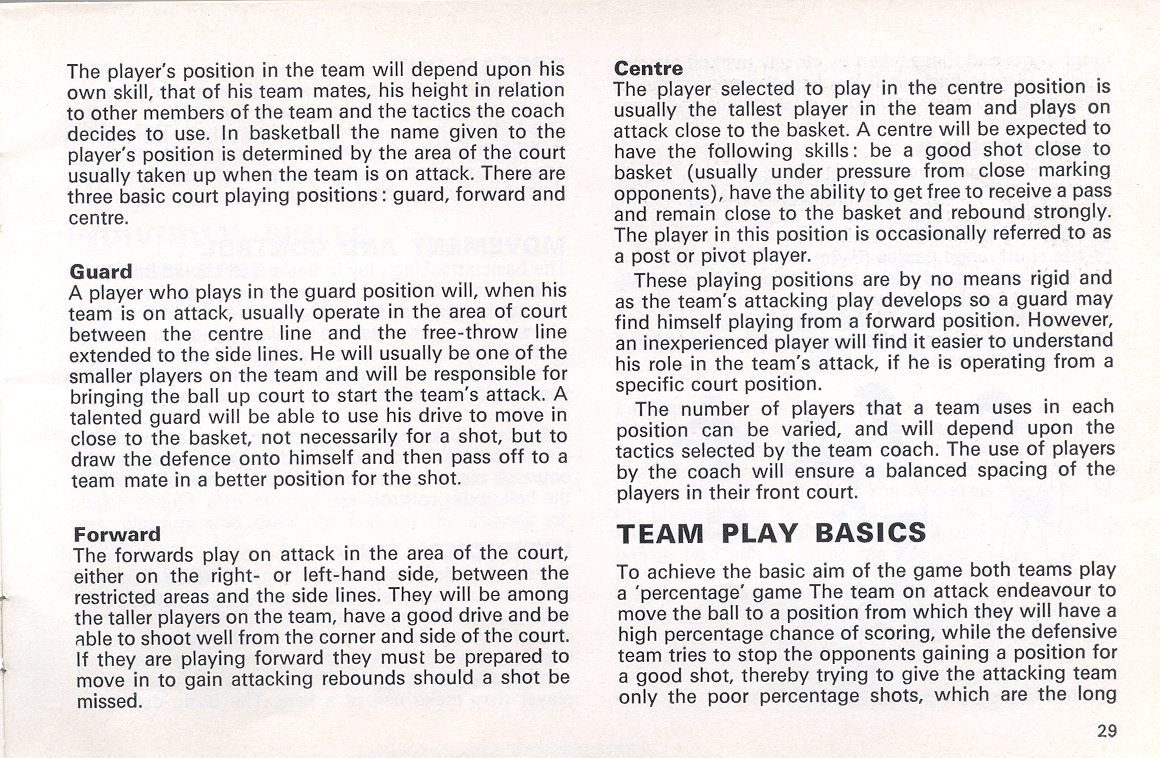 The player's position in the team will depend upon his
own skill, that of his team mates, his height in relation
to other members of the team and the tactics the coach
decides to use. In basketball the name given to the
player's position is determined by the area of the court
usually taken up when the team is on attack. There are
three basic court playing positions: guard, forward and
centre.
Guard
A player who plays in the guard position will, when his
team is on attack, usually operate in the area of court
between the centre line and the free-throw line
extended to the side lines. He will usually be one of the
smaller players on the team and will be responsible for
bringing the ball up court to start the team's attack. A
talented guard will be able to use his drive to move in
close to the basket, not necessarily for a shot, but to
draw the defence onto himself and then pass off to a
team mate in a better position for the shot.
Forward
The forwards play on attack in the area of the court,
either on the right- or left-hand side, between the
restricted areas and the side lines. They will be among
the taller players on the team, have a good drive and be
able to shoot well from the corner and side of the court.
If they are playing forward they must be prepared to
move in to gain attacking rebounds should a shot be
missed.
Centre
The player selected to play in the centre position is
usually the tallest player in the team and plays on
attack close to the basket. A centre will be expected to
have the following skills: be a good shot close to
basket (usually under pressure from close marking
opponents), have the ability to get free to receive a pass
and remain close to the basket and rebound strongly.
The player in this position is occasionally referred to as
a post or pivot player.
These playing positions are by no means rigid and
as the team's attacking play develops so a guard may
find himself playing from a forward position. However,
an inexperienced player will find it easier to understand
his role in the team's attack, if he is operating from a
specific court position.
The number of players that a team uses in each
position can be varied, and will depend upon the
tactics selected by the team coach. The use of players
by the coach will ensure a balanced spacing of the
players in their front court.
TEAM PLAY BASICS
To achieve the basic aim of the game both teams play
a 'percentage' game The team on attack endeavour to
move the ball to a position from which they will have a
high percentage chance of scoring, while the defensive
team tries to stop the opponents gaining a position for
a good shot, thereby trying to give the attacking team
only the poor percentage shots, which are the long
29